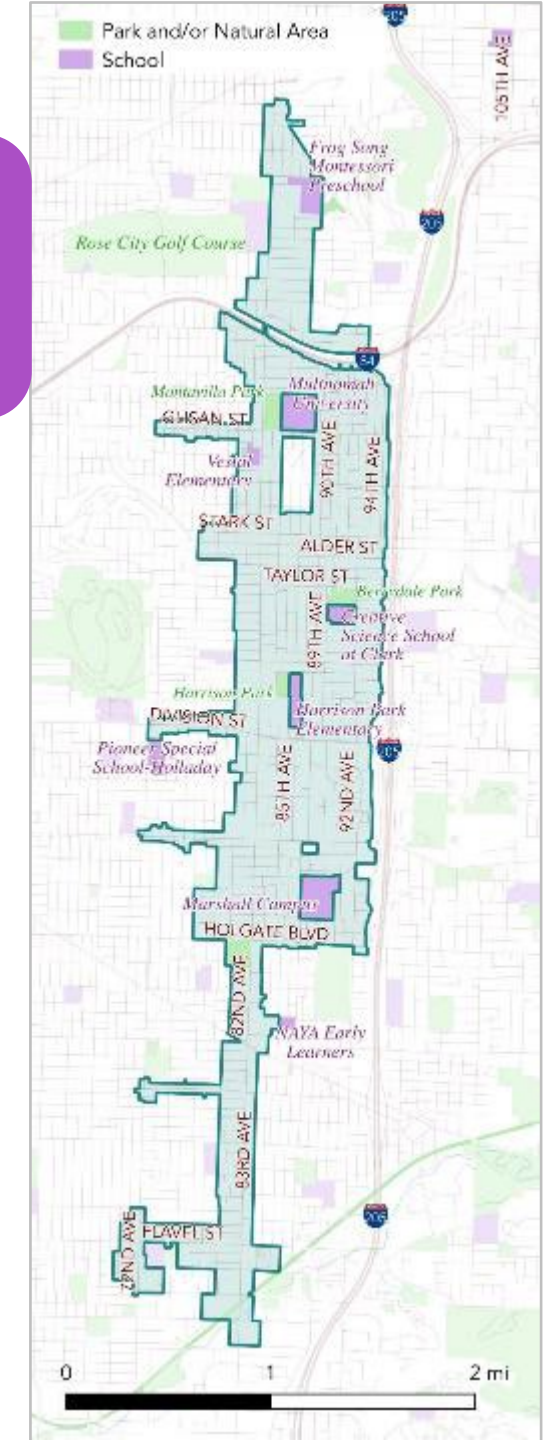 Park and/or Natural Area
School
205
105TH AVE
Frog Song
Montessori
Preschool
205
Rose City Golf Course
84
Montavilla Park
Multnomah
University
GLISAN ST
90TH AVE
94TH AVE
Vestal
Elementary
STARK ST
ALDER ST
TAYLOR ST
Berrydale Park
89TH AVE
Creative
Science School
at Clark
Harrison Park
Harrison Park
Elementary
DIVISION ST
Pioneer Special
School-Holladay
205
85TH AVE
92ND AVE
Marshall Campus
HOLGATE BLVD
82ND AVE
NAYA Early
Learners
83RD AVE
205
72ND AVE
FLAVEL ST
0 1 2 mi